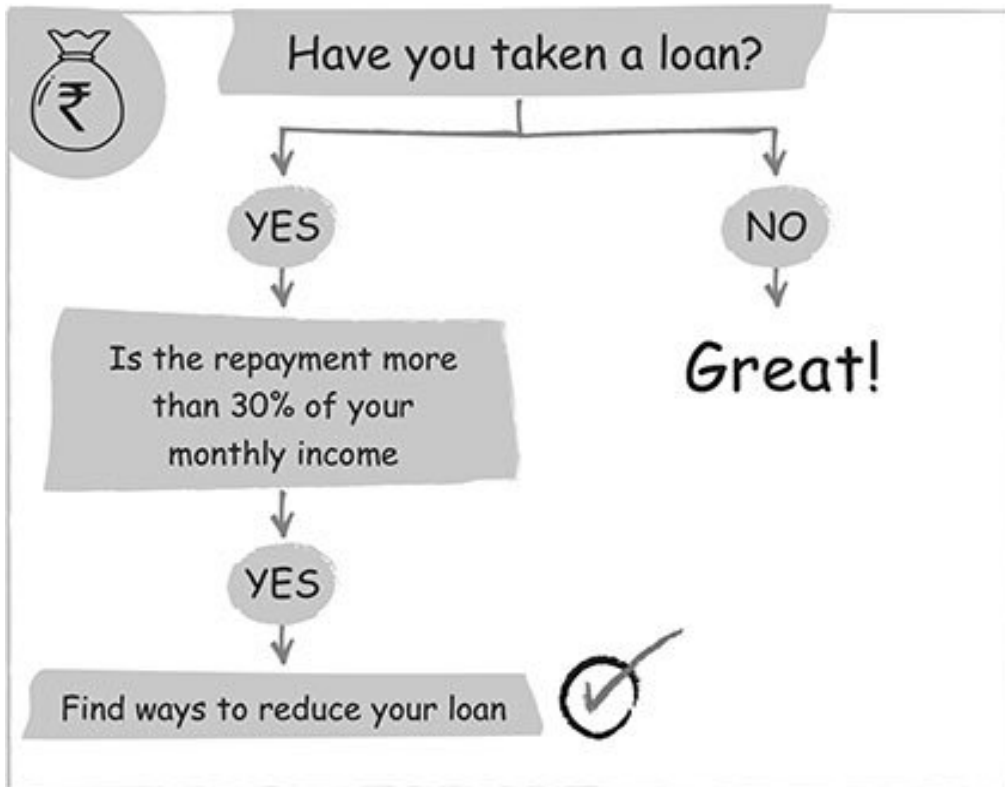 ₹
Have you taken a loan?
YES
NO
Is the repayment more
than 30% of your
monthly income
Great!
YES
Find ways to reduce your loan